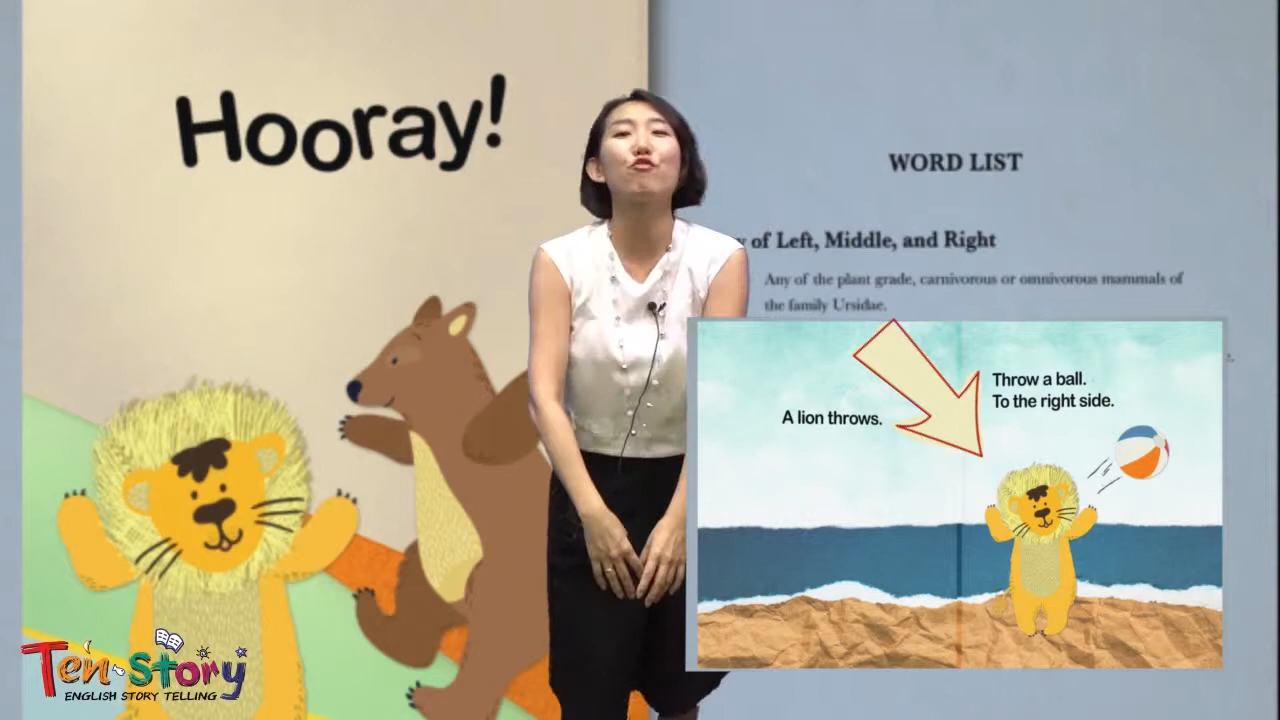 Hooray!
WORD LIST
of Left, Middle, and Right
Any of the plant grade, carnivorous or omnivorous mammals of
the family Ursidae.
A lion throws.
Throw a ball.
To the right side.
Ten-Story
ENGLISH STORY TELLING